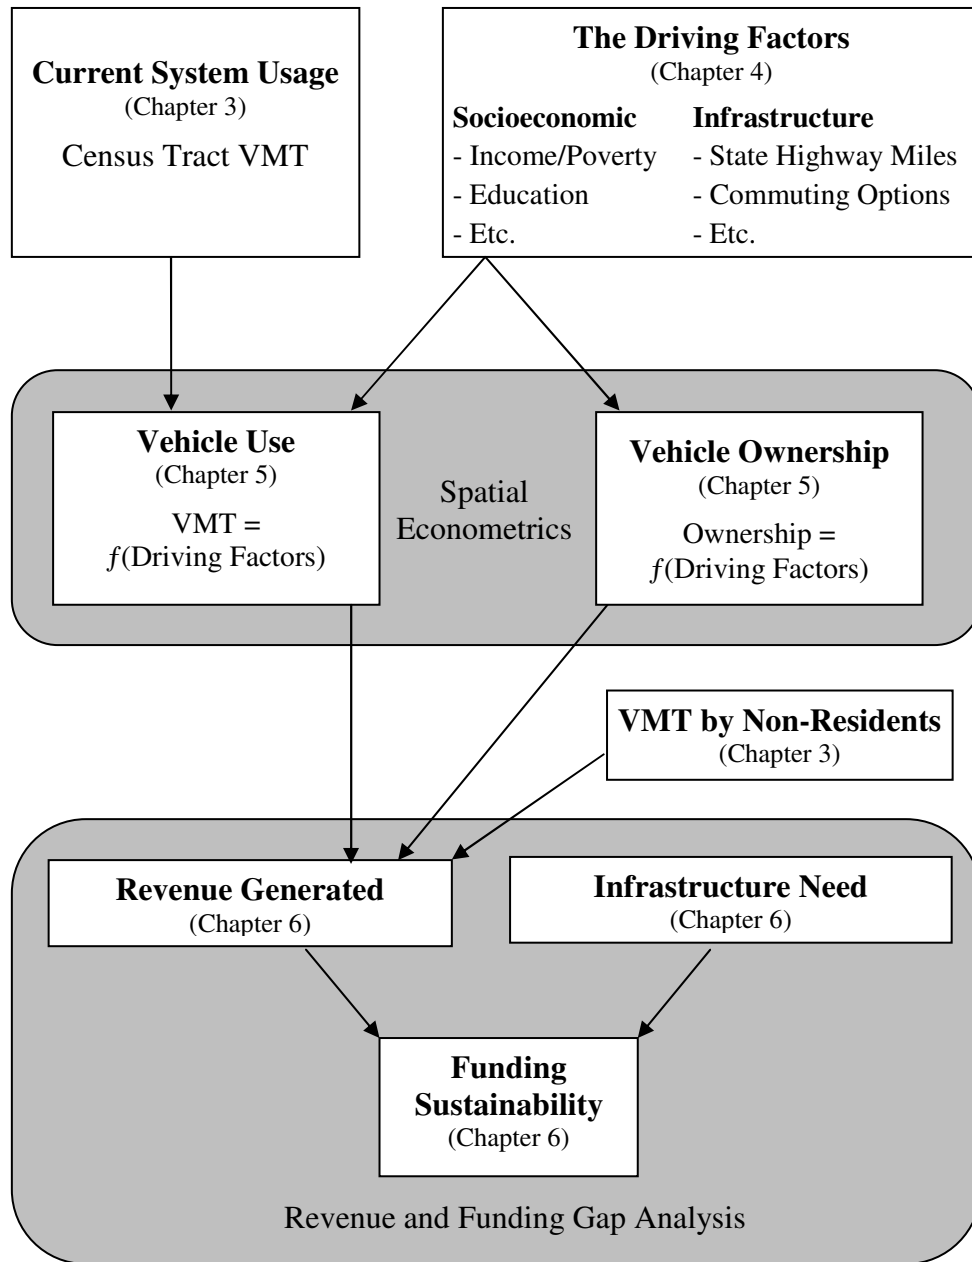 Current System Usage
(Chapter 3)
Census Tract VMT
The Driving Factors
(Chapter 4)
Socioeconomic
- Income/Poverty
- Education
- Etc.
Infrastructure
- State Highway Miles
- Commuting Options
- Etc.
Vehicle Use
(Chapter 5)
VMT =
f(Driving Factors)
Spatial
Econometrics
Vehicle Ownership
(Chapter 5)
Ownership =
f(Driving Factors)
VMT by Non-Residents
(Chapter 3)
Revenue Generated
(Chapter 6)
Infrastructure Need
(Chapter 6)
Funding
Sustainability
(Chapter 6)
Revenue and Funding Gap Analysis